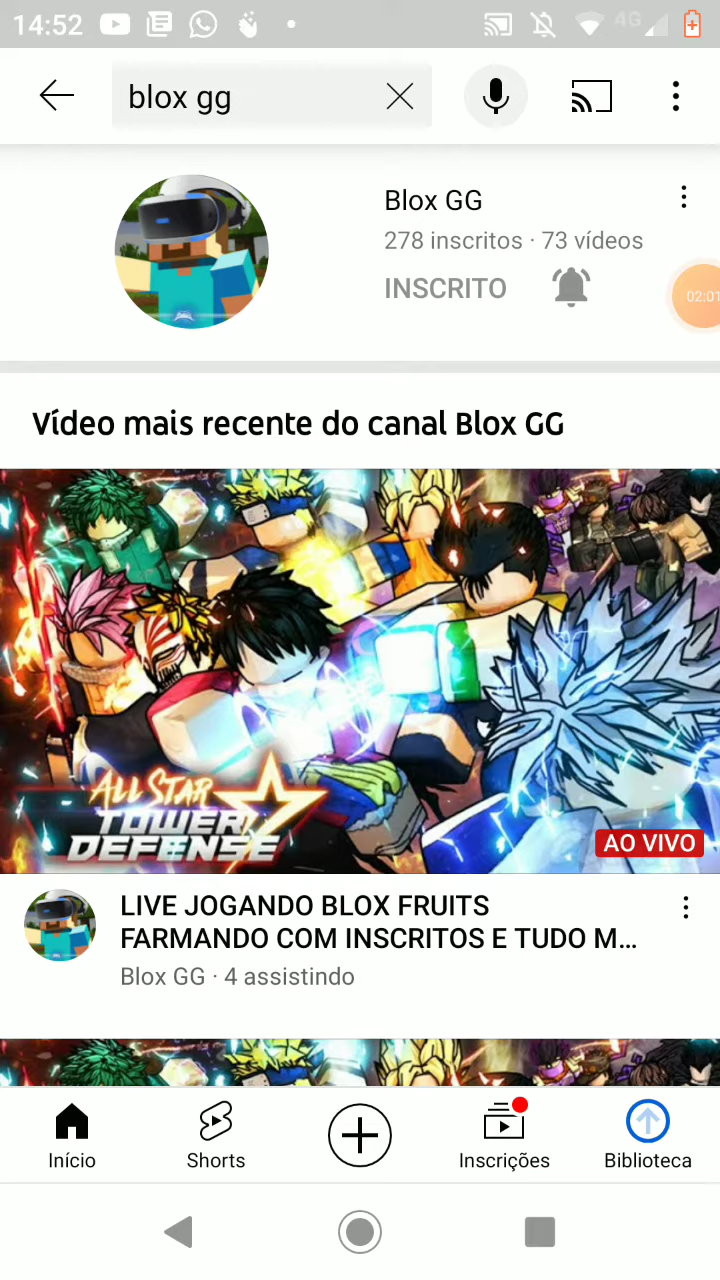 14:52
4G
blox gg
Blox GG
278 inscritos · 73 vídeos
INSCRITO
02:01
Vídeo mais recente do canal Blox GG
ALL STAR
TOWER
DEFENSE
AO VIVO
LIVE JOGANDO BLOX FRUITS
FARMANDO COM INSCRITOS E TUDO M...
Blox GG · 4 assistindo
Início
Shorts
Inscrições
Biblioteca